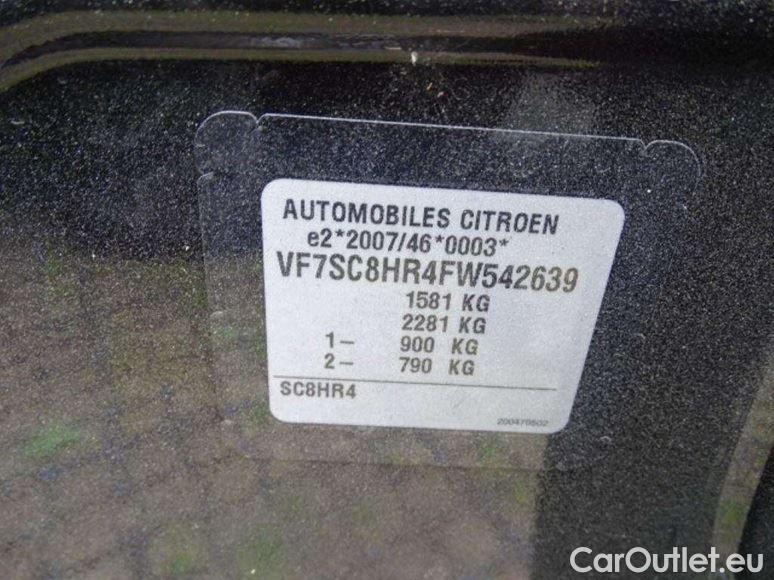 AUTOMOBILES CITROEN
e2*2007/46*0003*
VF7SC8HR4FW542639
1581 KG
2281 KG
1- 900 KG
2- 790 KG
SC8HR4
CarOutlet.eu